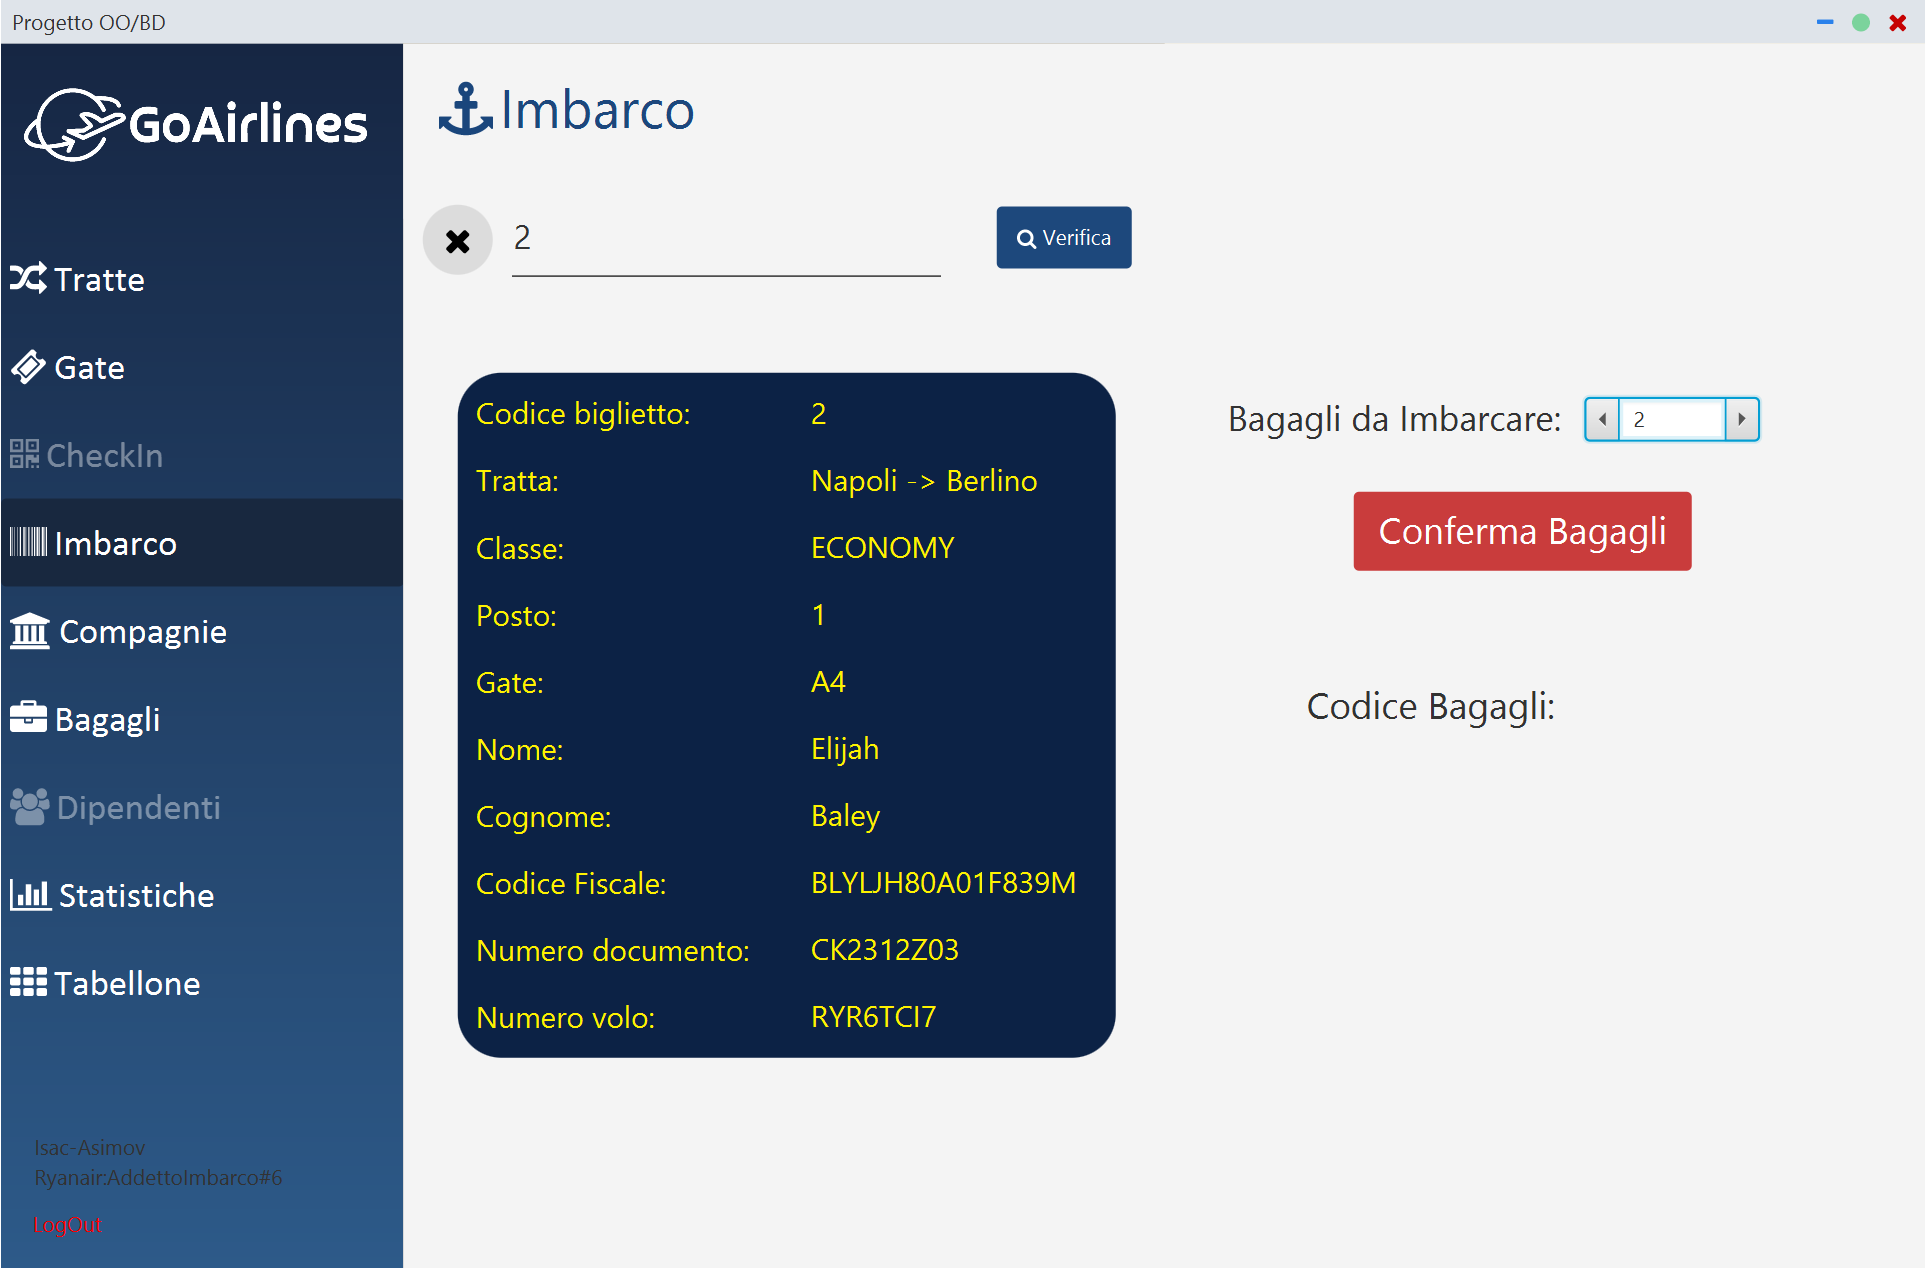 Progetto OO/BD
GoAirlines
Tratte
Gate
CheckIn
Imbarco
Compagnie
Bagagli
Dipendenti
Statistiche
Tabellone
Isac-Asimov
Ryanair:AddettoImbarco#6
LogOut
Imbarco
2
Verifica
Codice biglietto: 2
Tratta: Napoli -> Berlino
Classe: ECONOMY
Posto: 1
Gate: A4
Nome: Elijah
Cognome: Baley
Codice Fiscale: BLYLJH80A01F839M
Numero documento: CK2312Z03
Numero volo: RYR6TCI7
Bagagli da Imbarcare: 2
Conferma Bagagli
Codice Bagagli: